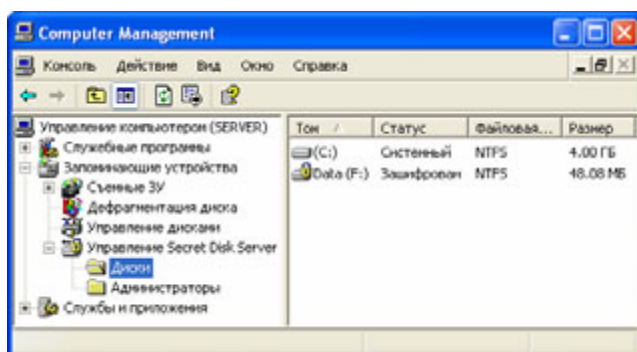 Computer Management
Консоль Действие Вид Окно Справка
Управление компьютером (SERVER)
Служебные программы
Запоминающие устройства
Съемные ЗУ
Дефрагментация диска
Управление дисками
Управление Secret Disk Server
Диски
Администраторы
Службы и приложения
Том Статус Файловая... Размер
(C:) Системный NTFS 4.00 ГБ
Data (F:) Зашифрован NTFS 48.08 МБ